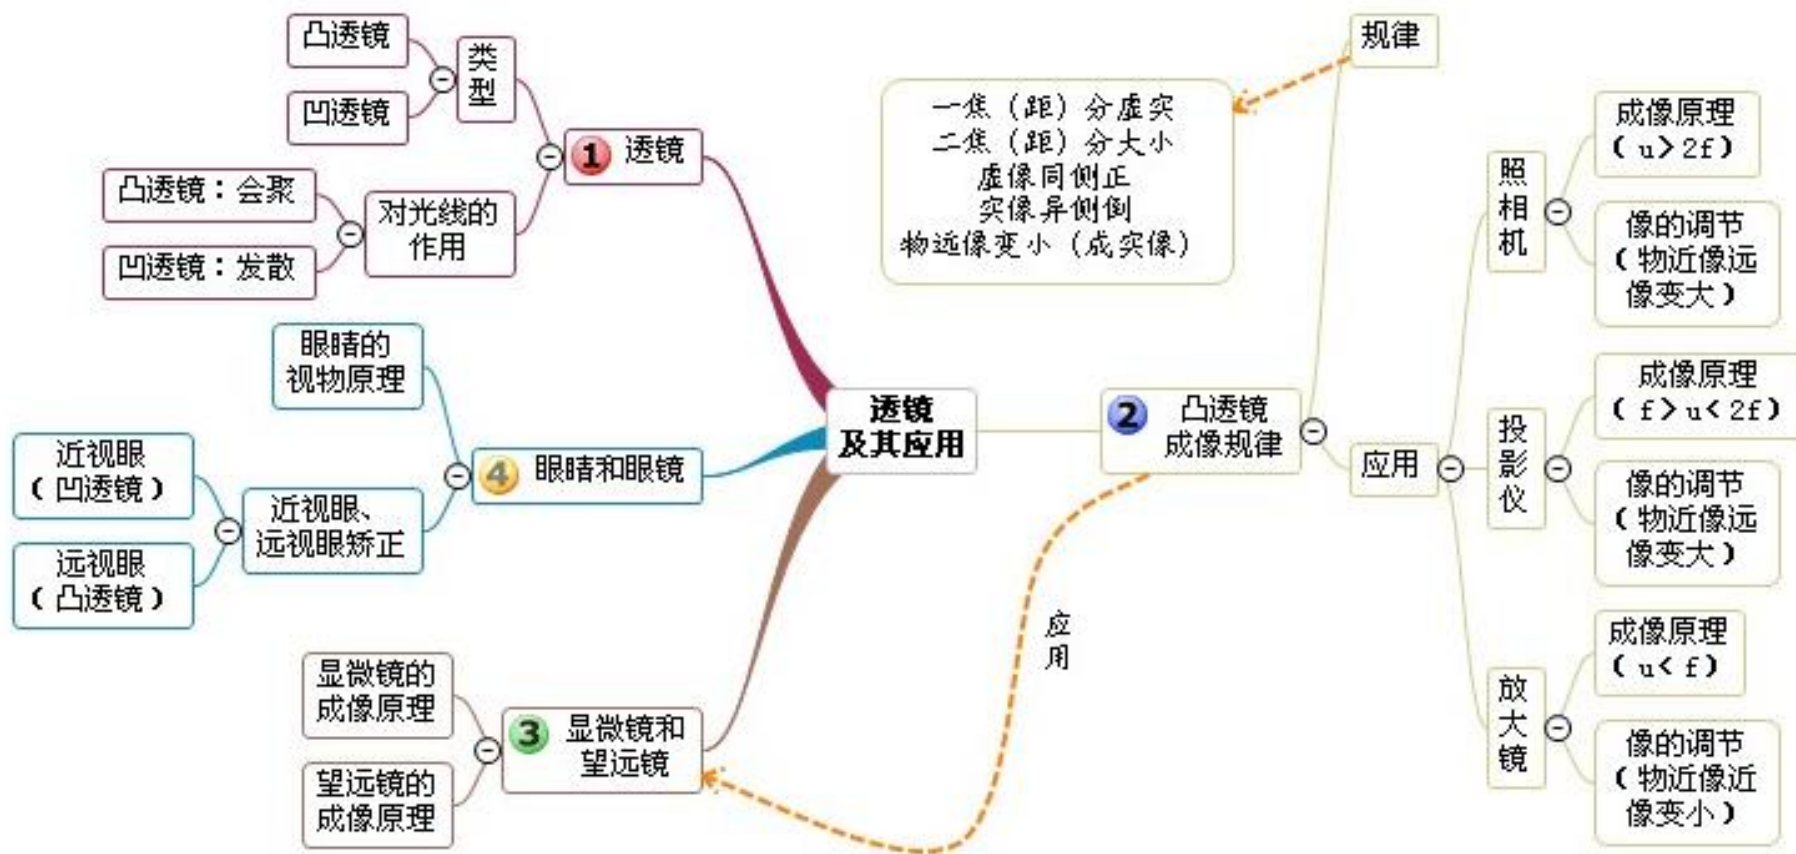 透镜
及其应用
1 透镜
类
型
凸透镜
凹透镜
对光线的
作用
凸透镜：会聚
凹透镜：发散
2 凸透镜
成像规律
规律
一焦（距）分虚实
二焦（距）分大小
虚像同侧正
实像异侧倒
物远像变小（成实像）
应用
照
相
机
成像原理
（u>2f）
像的调节
（物近像远
像变大）
投
影
仪
成像原理
（f>u<2f）
像的调节
（物近像远
像变大）
放
大
镜
成像原理
（u<f）
像的调节
（物近像近
像变小）
应
用
3 显微镜和
望远镜
显微镜的
成像原理
望远镜的
成像原理
4 眼睛和眼镜
眼睛的
视物原理
近视眼、
远视眼矫正
近视眼
（凹透镜）
远视眼
（凸透镜）